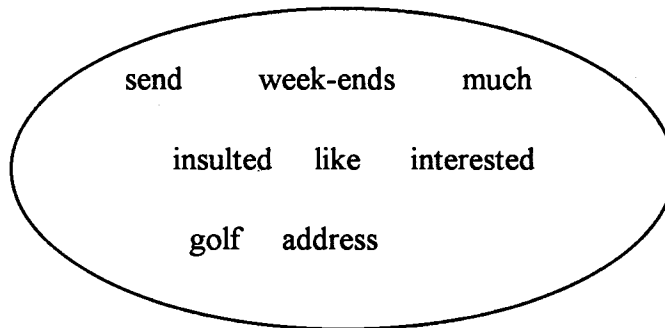 send week-ends much
insulted like interested
golf address